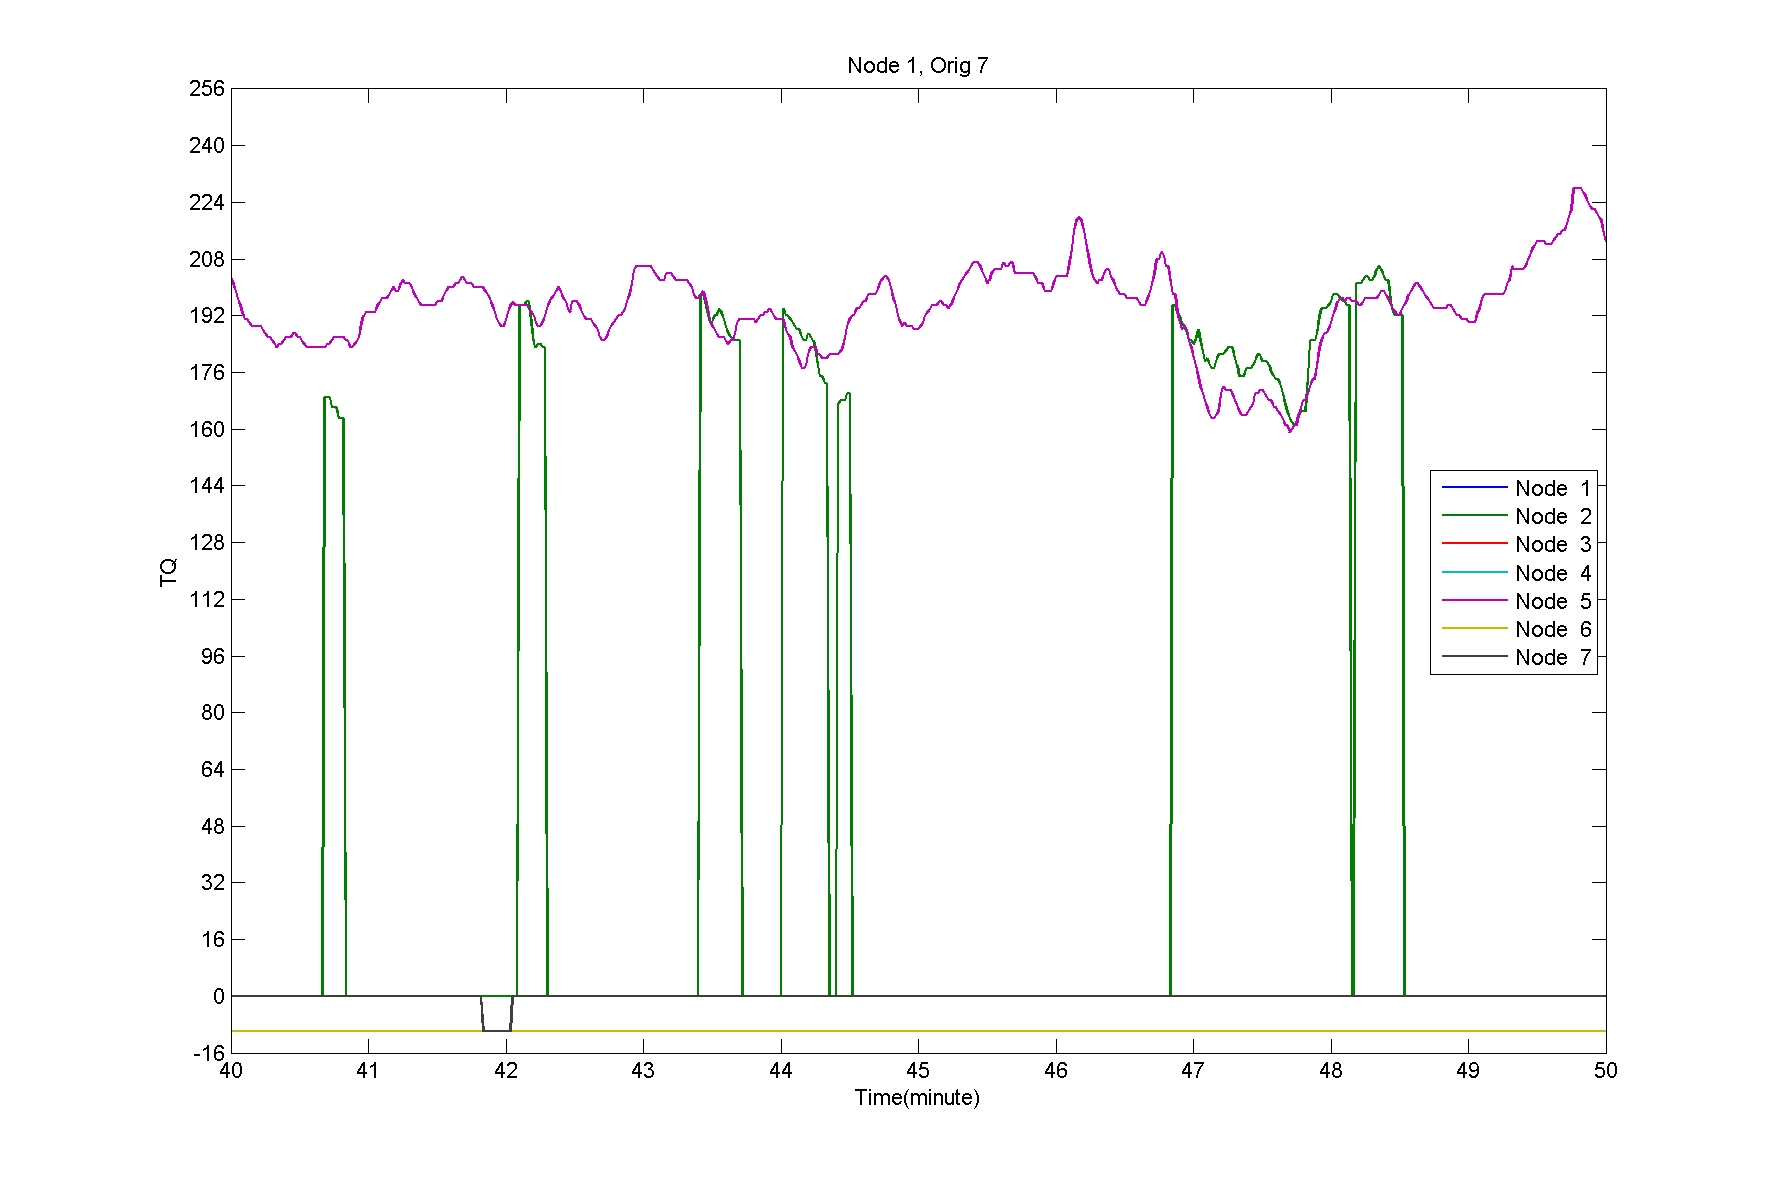 Node 1, Orig 7
256
240
224
208
192
176
160
144
128
112
96
80
64
48
32
16
0
-16
TQ
Node 1
Node 2
Node 3
Node 4
Node 5
Node 6
Node 7
40 41 42 43 44 45 46 47 48 49 50
Time(minute)